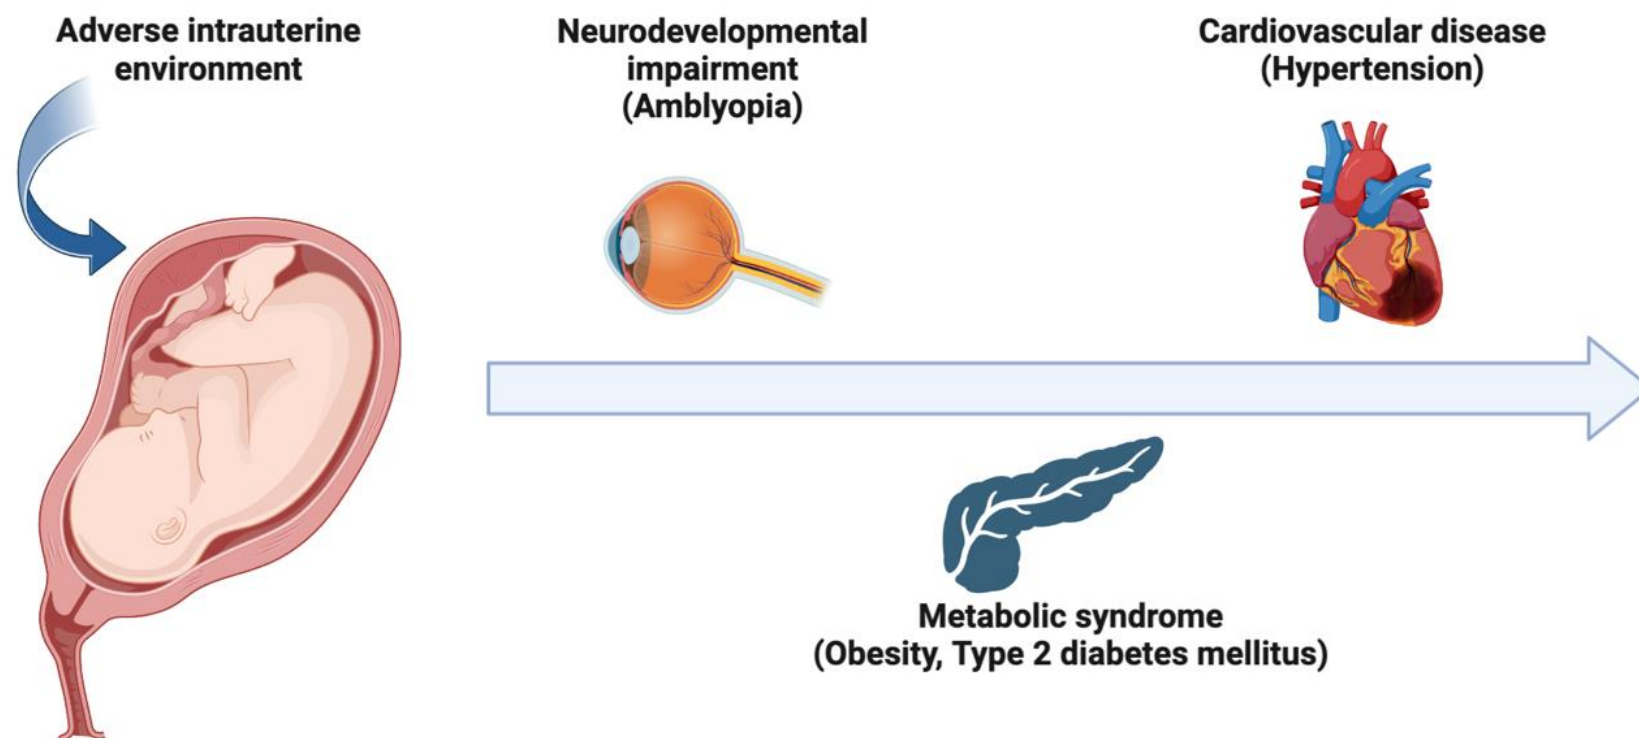 Adverse intrauterine
environment
Neurodevelopmental
impairment
(Amblyopia)
Cardiovascular disease
(Hypertension)
Metabolic syndrome
(Obesity, Type 2 diabetes mellitus)